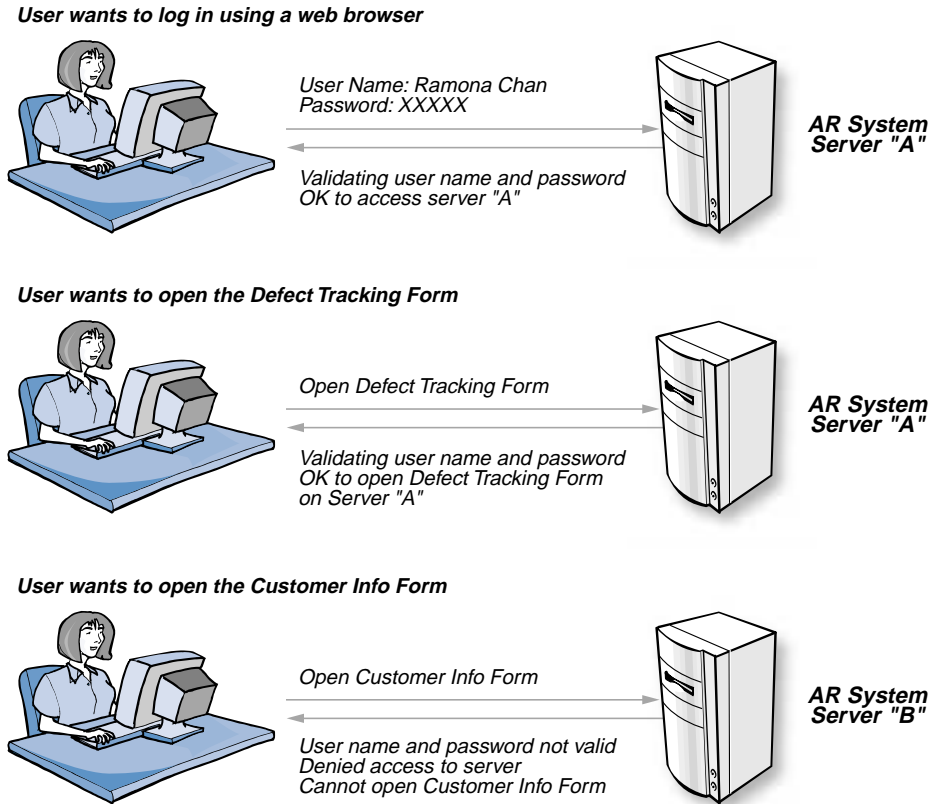 User wants to log in using a web browser
User Name: Ramona Chan
Password: XXXXX
AR System
Server "A"
Validating user name and password
OK to access server "A"
User wants to open the Defect Tracking Form
Open Defect Tracking Form
AR System
Server "A"
Validating user name and password
OK to open Defect Tracking Form
on Server "A"
User wants to open the Customer Info Form
Open Customer Info Form
AR System
Server "B"
User name and password not valid
Denied access to server
Cannot open Customer Info Form